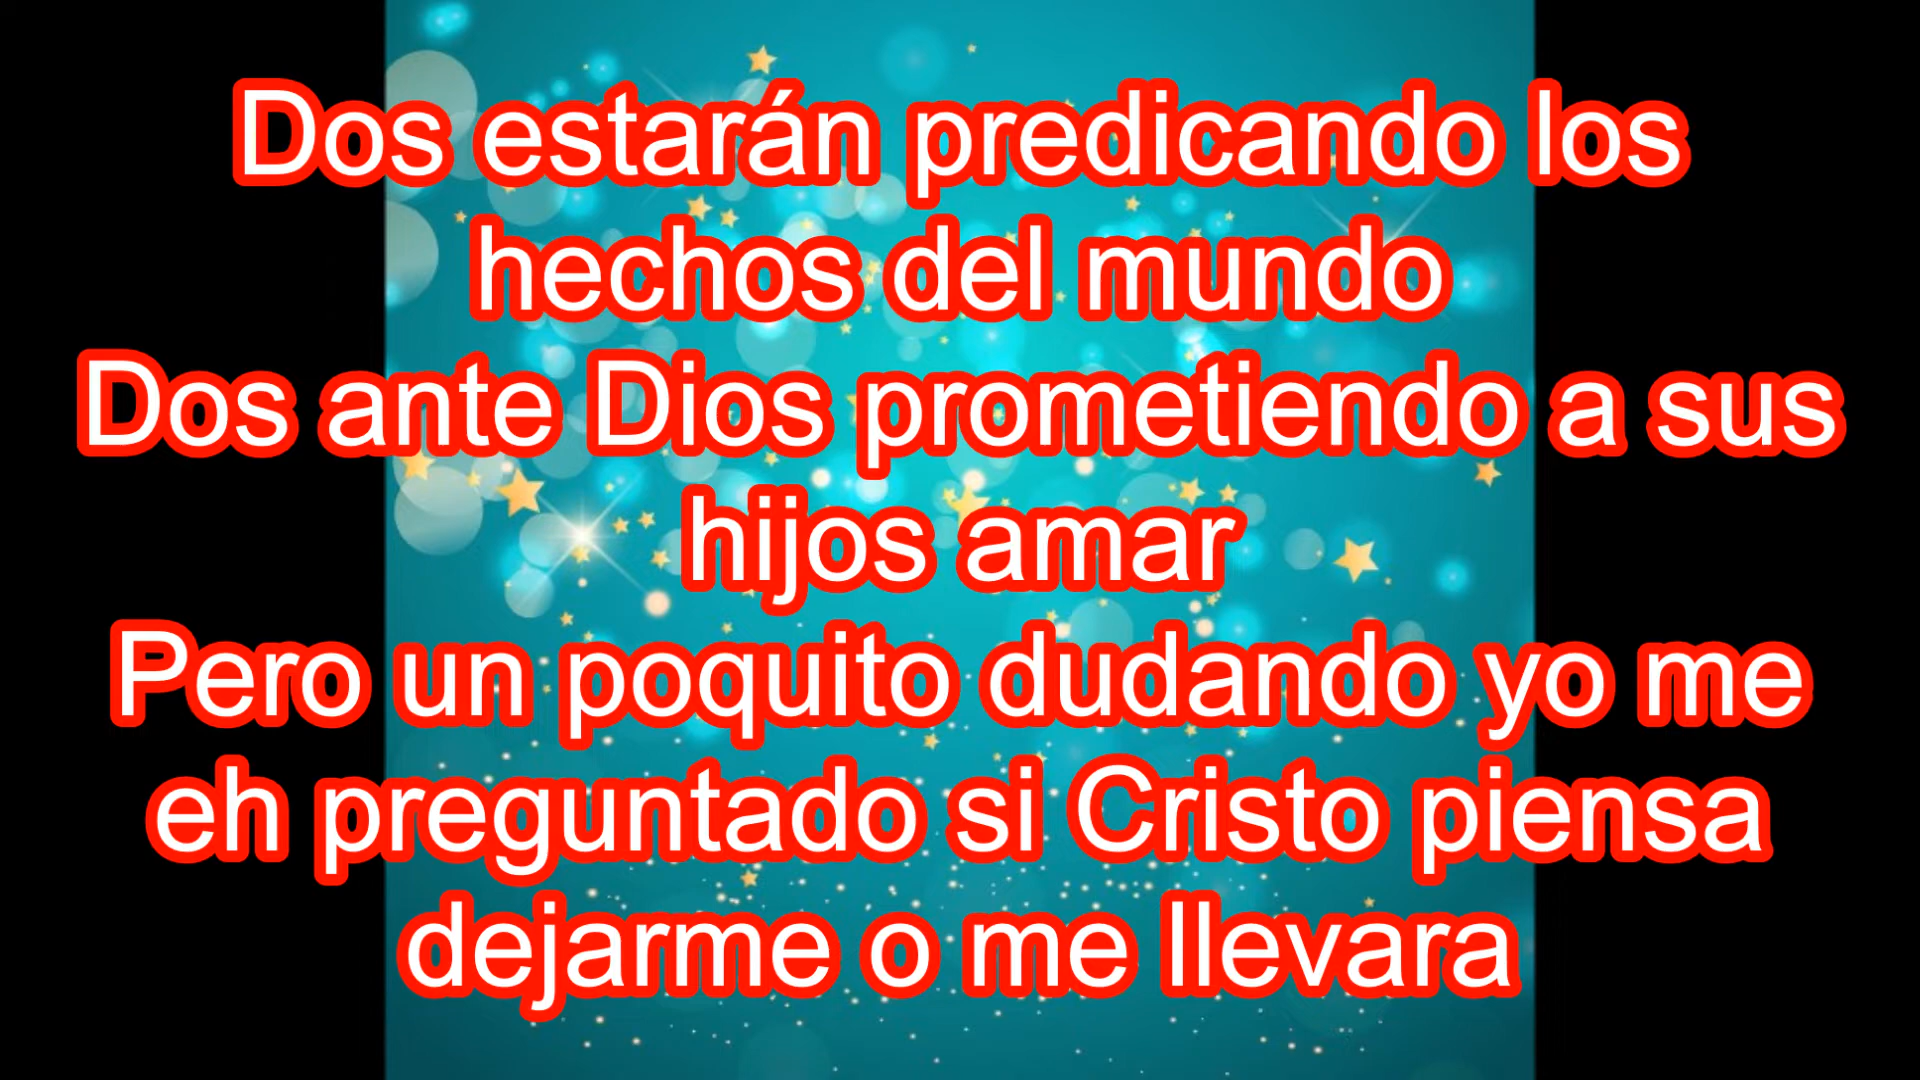 Dos estarán predicando los
hechos del mundo
Dos ante Dios prometiendo a sus
hijos amar
Pero un poquito dudando yo me
eh preguntado si Cristo piensa
dejarme o me llevara